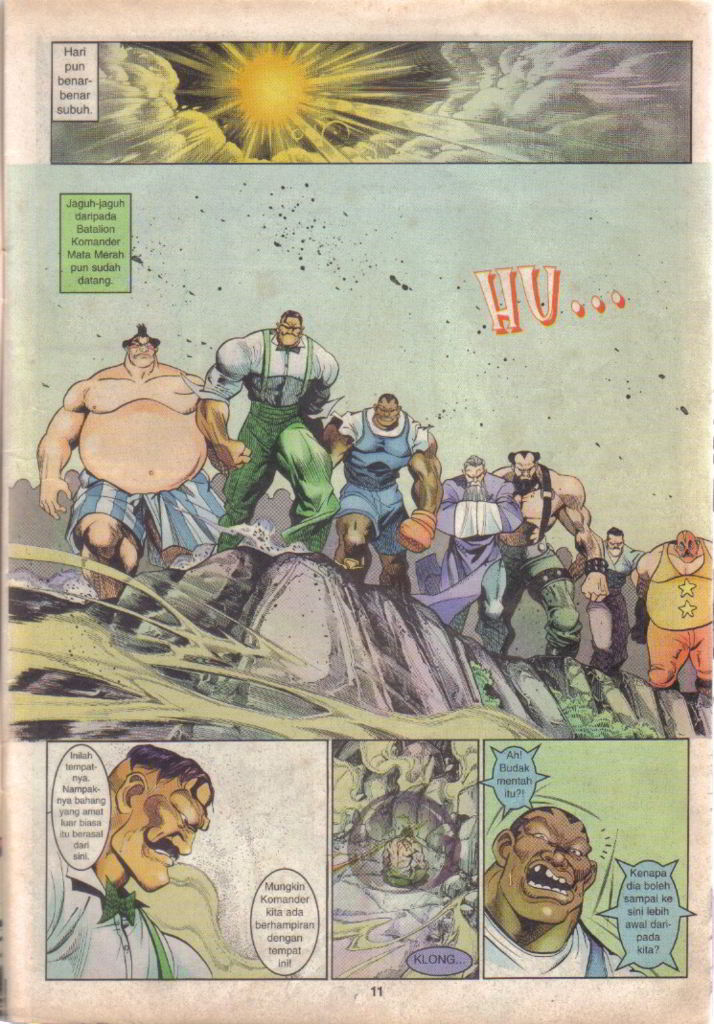 Hari
pun
benar-
benar
subuh.
Jaguh-jaguh
daripada
Batalion
Komander
Mata Merah
pun sudah
datang.
HU...
Inilah
tempat-
nya.
Nampak-
nya bahang
yang amat
luar biasa
itu berasal
dari
sini.
Mungkin
Komander
kita ada
berhampiran
dengan
tempat
ini!
KLONG...
Ah!
Budak
mentah
itu?!
Kenapa
dia boleh
sampai ke
sini lebih
awal dari-
pada
kita?
11